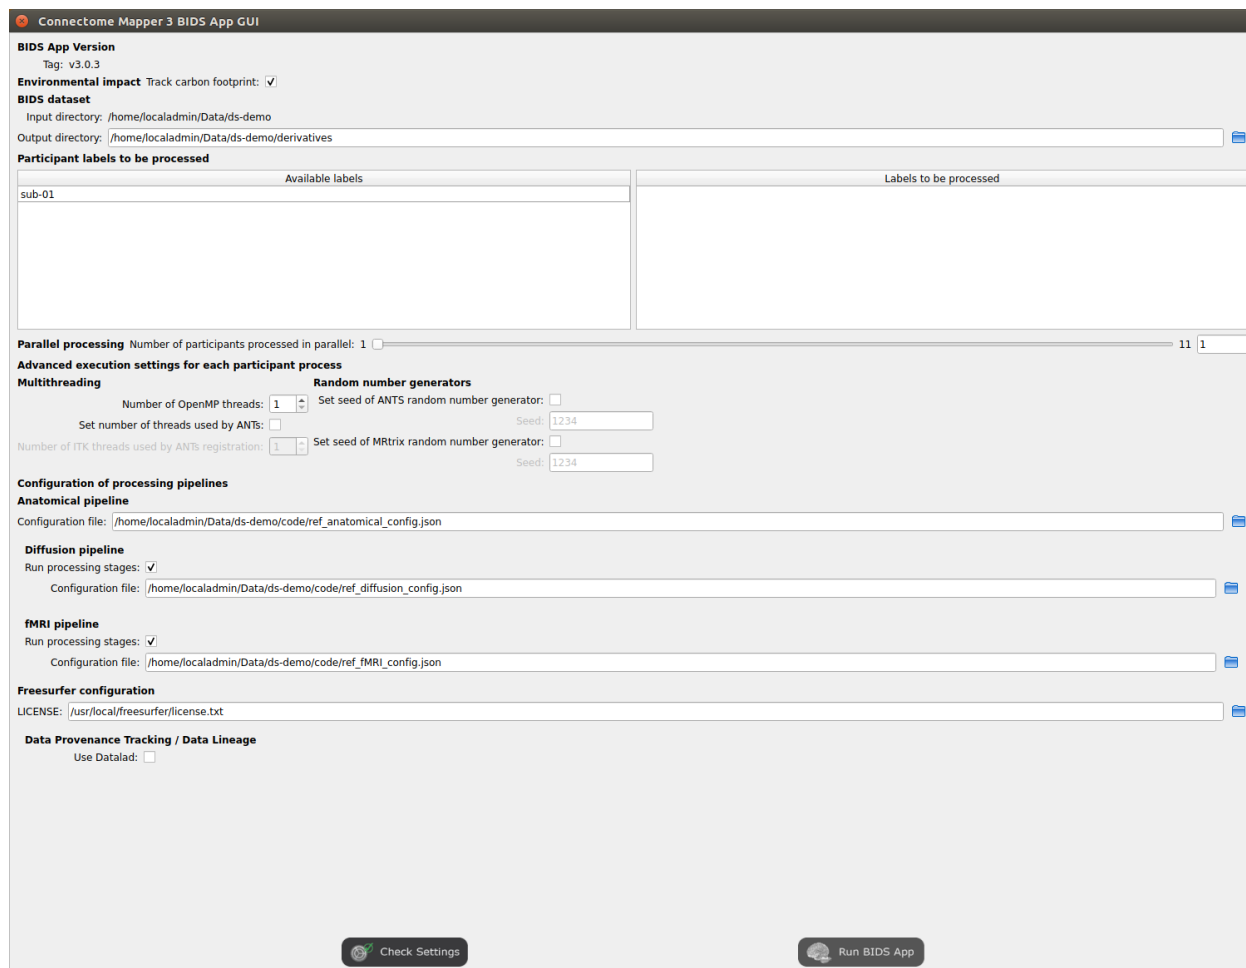 Connectome Mapper 3 BIDS App GUI
BIDS App Version
Tag: v3.0.3
Environmental impact Track carbon footprint:
BIDS dataset
Input directory: /home/localadmin/Data/ds-demo
Output directory: /home/localadmin/Data/ds-demo/derivatives
Participant labels to be processed
Available labels Labels to be processed
sub-01
Parallel processing Number of participants processed in parallel: 1 11 1
Advanced execution settings for each participant process
Multithreading Random number generators
Number of OpenMP threads: 1 Set seed of ANTS random number generator:
Set number of threads used by ANTs: Seed: 1234
Number of ITK threads used by ANTs registration: 1 Set seed of MRtrix random number generator:
Seed: 1234
Configuration of processing pipelines
Anatomical pipeline
Configuration file: /home/localadmin/Data/ds-demo/code/ref_anatomical_config.json
Diffusion pipeline
Run processing stages:
Configuration file: /home/localadmin/Data/ds-demo/code/ref_diffusion_config.json
fMRI pipeline
Run processing stages:
Configuration file: /home/localadmin/Data/ds-demo/code/ref_fMRI_config.json
Freesurfer configuration
LICENSE: /usr/local/freesurfer/license.txt
Data Provenance Tracking / Data Lineage
Use Datalad:
Check Settings Run BIDS App